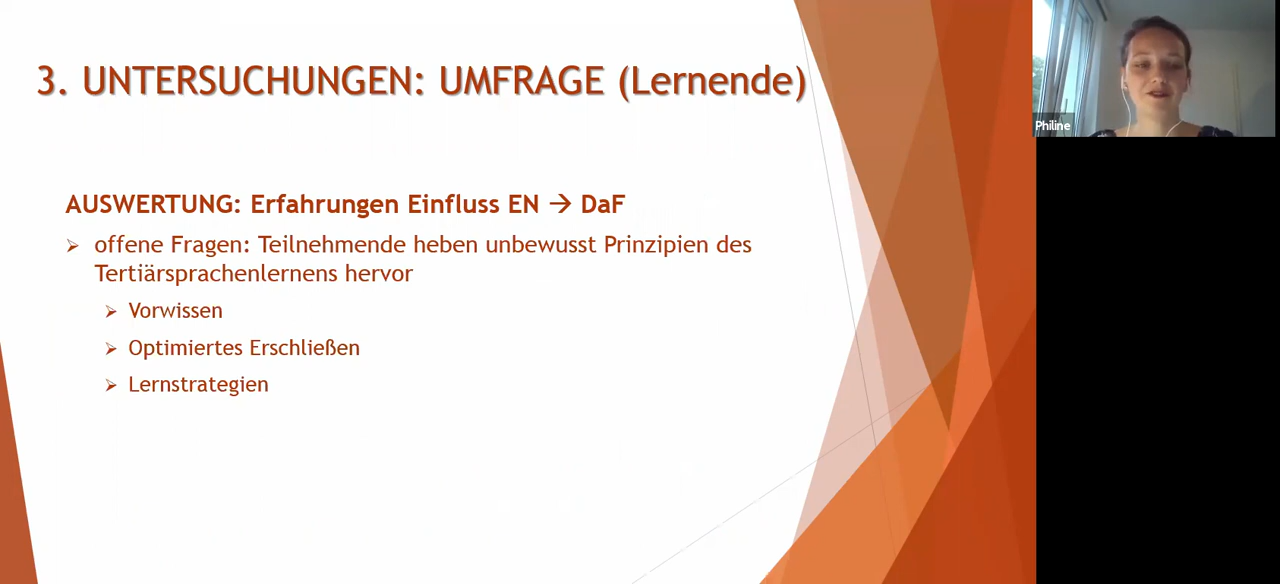 3. UNTERSUCHUNGEN: UMFRAGE (Lernende)
AUSWERTUNG: Erfahrungen Einfluss EN → DaF
offene Fragen: Teilnehmende heben unbewusst Prinzipien des
Tertiärsprachenlernens hervor
Vorwissen
Optimiertes Erschließen
Lernstrategien
Philine